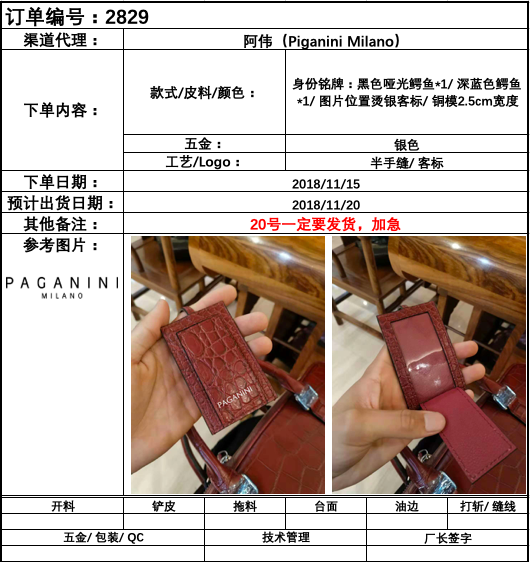 订单编号：2829
渠道代理： 阿伟（Piganini Milano）
下单内容： 款式/皮料/颜色： 身份铭牌：黑色哑光鳄鱼*1/ 深蓝色鳄鱼
*1/ 图片位置烫银客标/ 铜模2.5cm宽度
五金： 银色
工艺/Logo： 半手缝/ 客标
下单日期： 2018/11/15
预计出货日期： 2018/11/20
其他备注： 20号一定要发货，加急
参考图片：
PAGANINI
MILANO
PAGANINI
开料 铲皮 拖料 台面 油边 打斩/ 缝线
五金/ 包装/ QC 技术管理 厂长签字